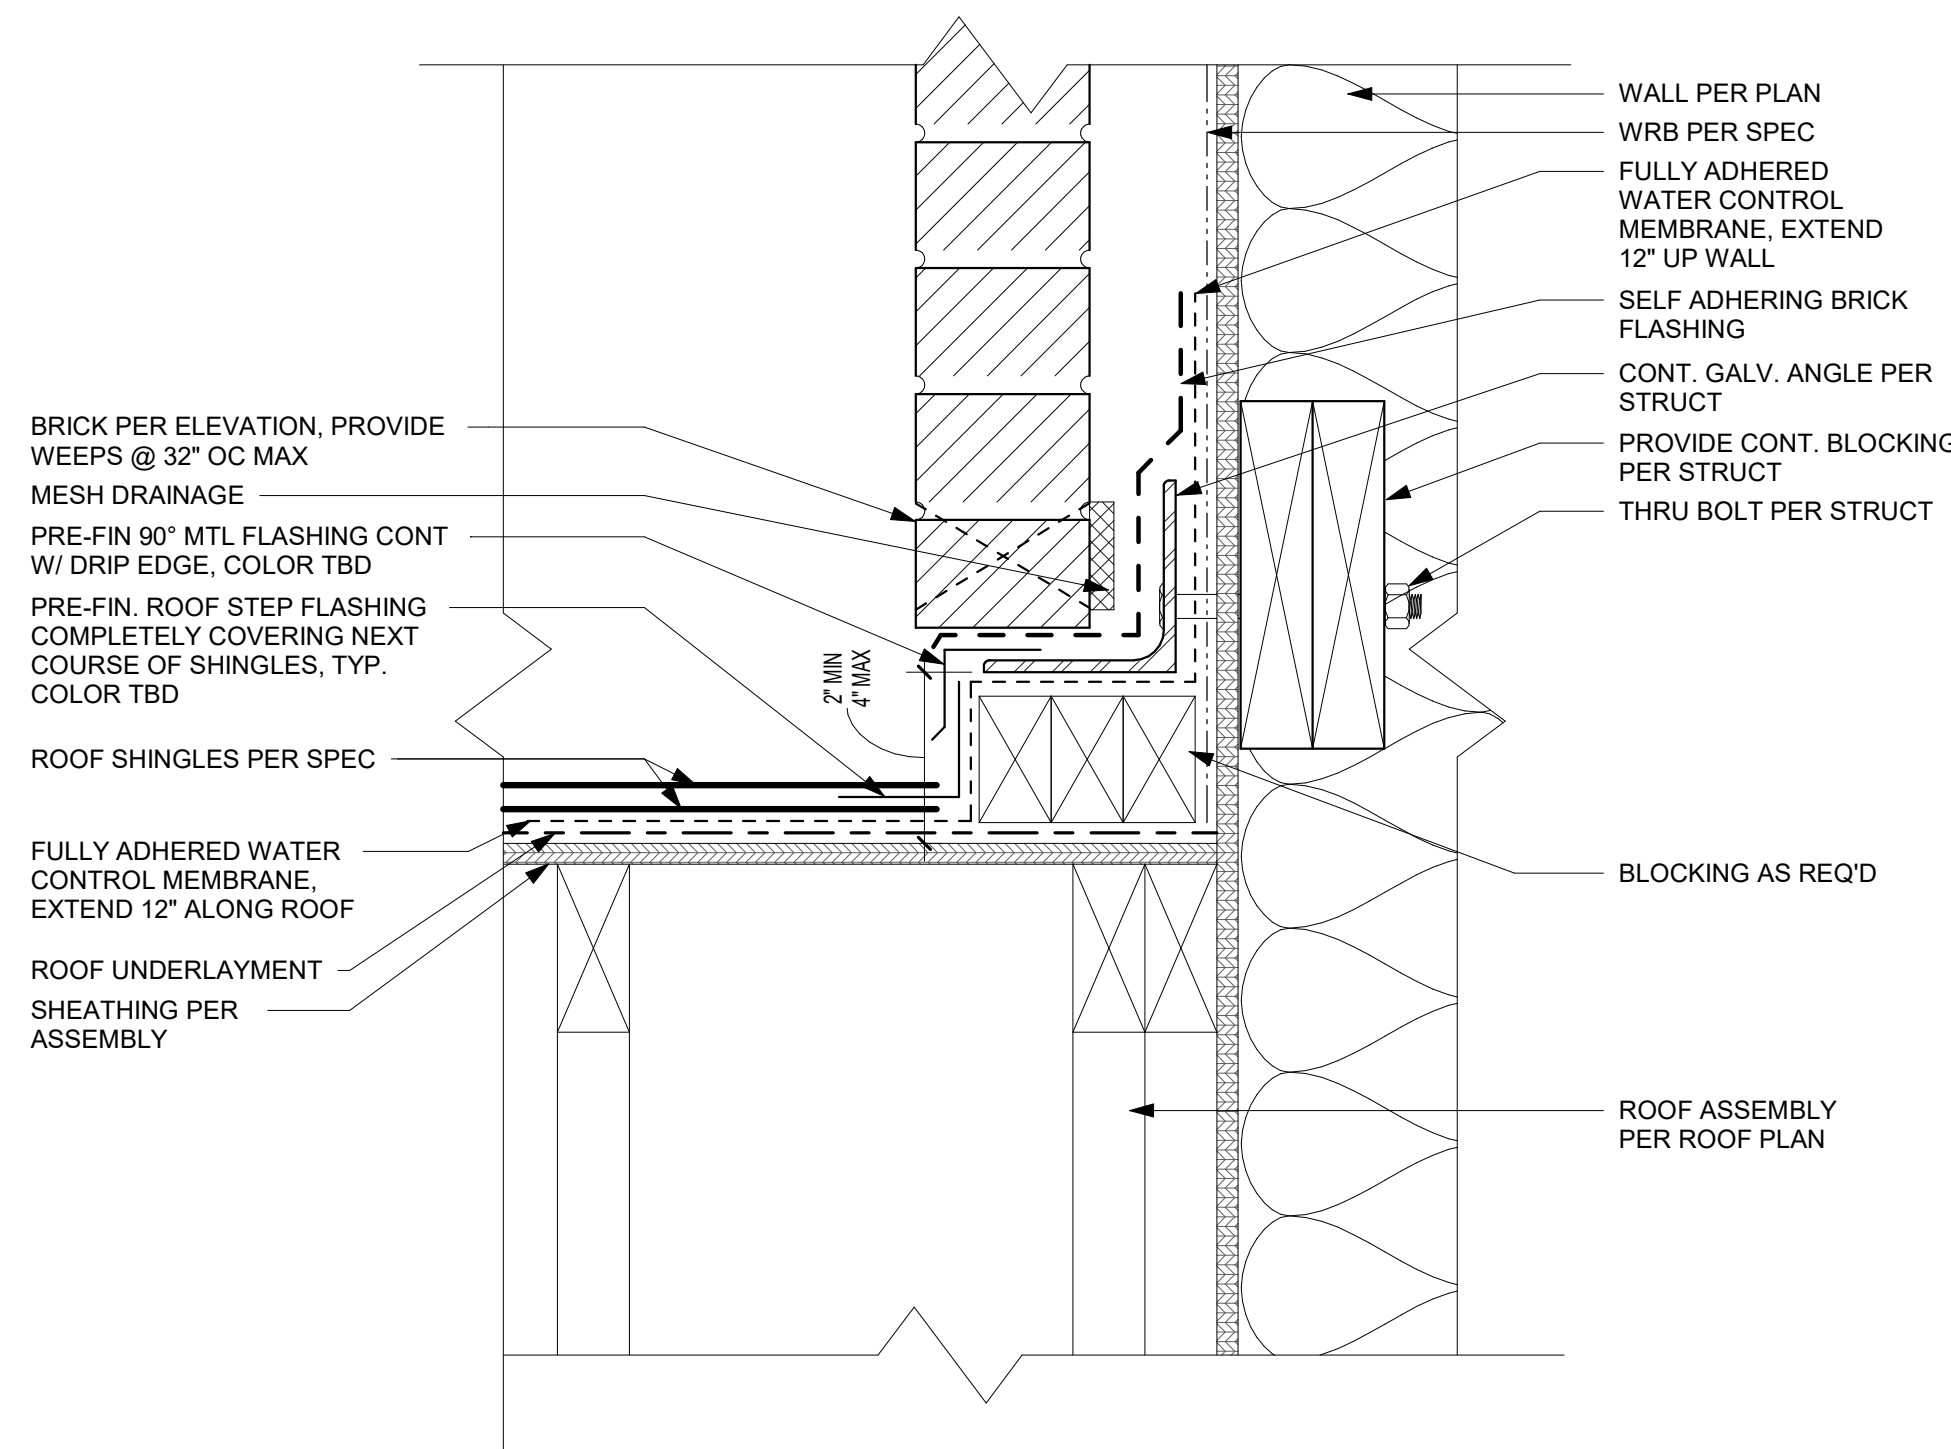 BRICK PER ELEVATION, PROVIDE
WEEPS @ 32" OC MAX
MESH DRAINAGE
PRE-FIN 90° MTL FLASHING CONT
W/ DRIP EDGE, COLOR TBD
PRE-FIN. ROOF STEP FLASHING
COMPLETELY COVERING NEXT
COURSE OF SHINGLES, TYP.
COLOR TBD
ROOF SHINGLES PER SPEC
FULLY ADHERED WATER
CONTROL MEMBRANE,
EXTEND 12" ALONG ROOF
ROOF UNDERLAYMENT
SHEATHING PER
ASSEMBLY
2" MIN
4" MAX
WALL PER PLAN
WRB PER SPEC
FULLY ADHERED
WATER CONTROL
MEMBRANE, EXTEND
12" UP WALL
SELF ADHERING BRICK
FLASHING
CONT. GALV. ANGLE PER
STRUCT
PROVIDE CONT. BLOCKING
PER STRUCT
THRU BOLT PER STRUCT
BLOCKING AS REQ'D
ROOF ASSEMBLY
PER ROOF PLAN